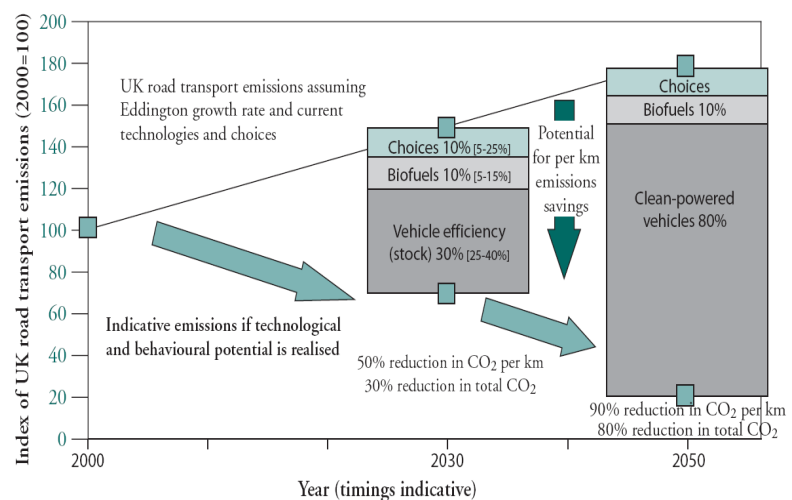 Index of UK road transport emissions (2000=100)
200
180
160
140
120
100
80
60
40
20
0
UK road transport emissions assuming
Eddington growth rate and current
technologies and choices
Choices 10% [5-25%]
Biofuels 10% [5-15%]
Vehicle efficiency
(stock) 30% [25-40%]
Potential
for per km
emissions
savings
Choices
Biofuels 10%
Clean-powered
vehicles 80%
Indicative emissions if technological
and behavioural potential is realised
50% reduction in CO₂ per km
30% reduction in total CO₂
90% reduction in CO₂ per km
80% reduction in total CO₂
2000
2030
2050
Year (timings indicative)